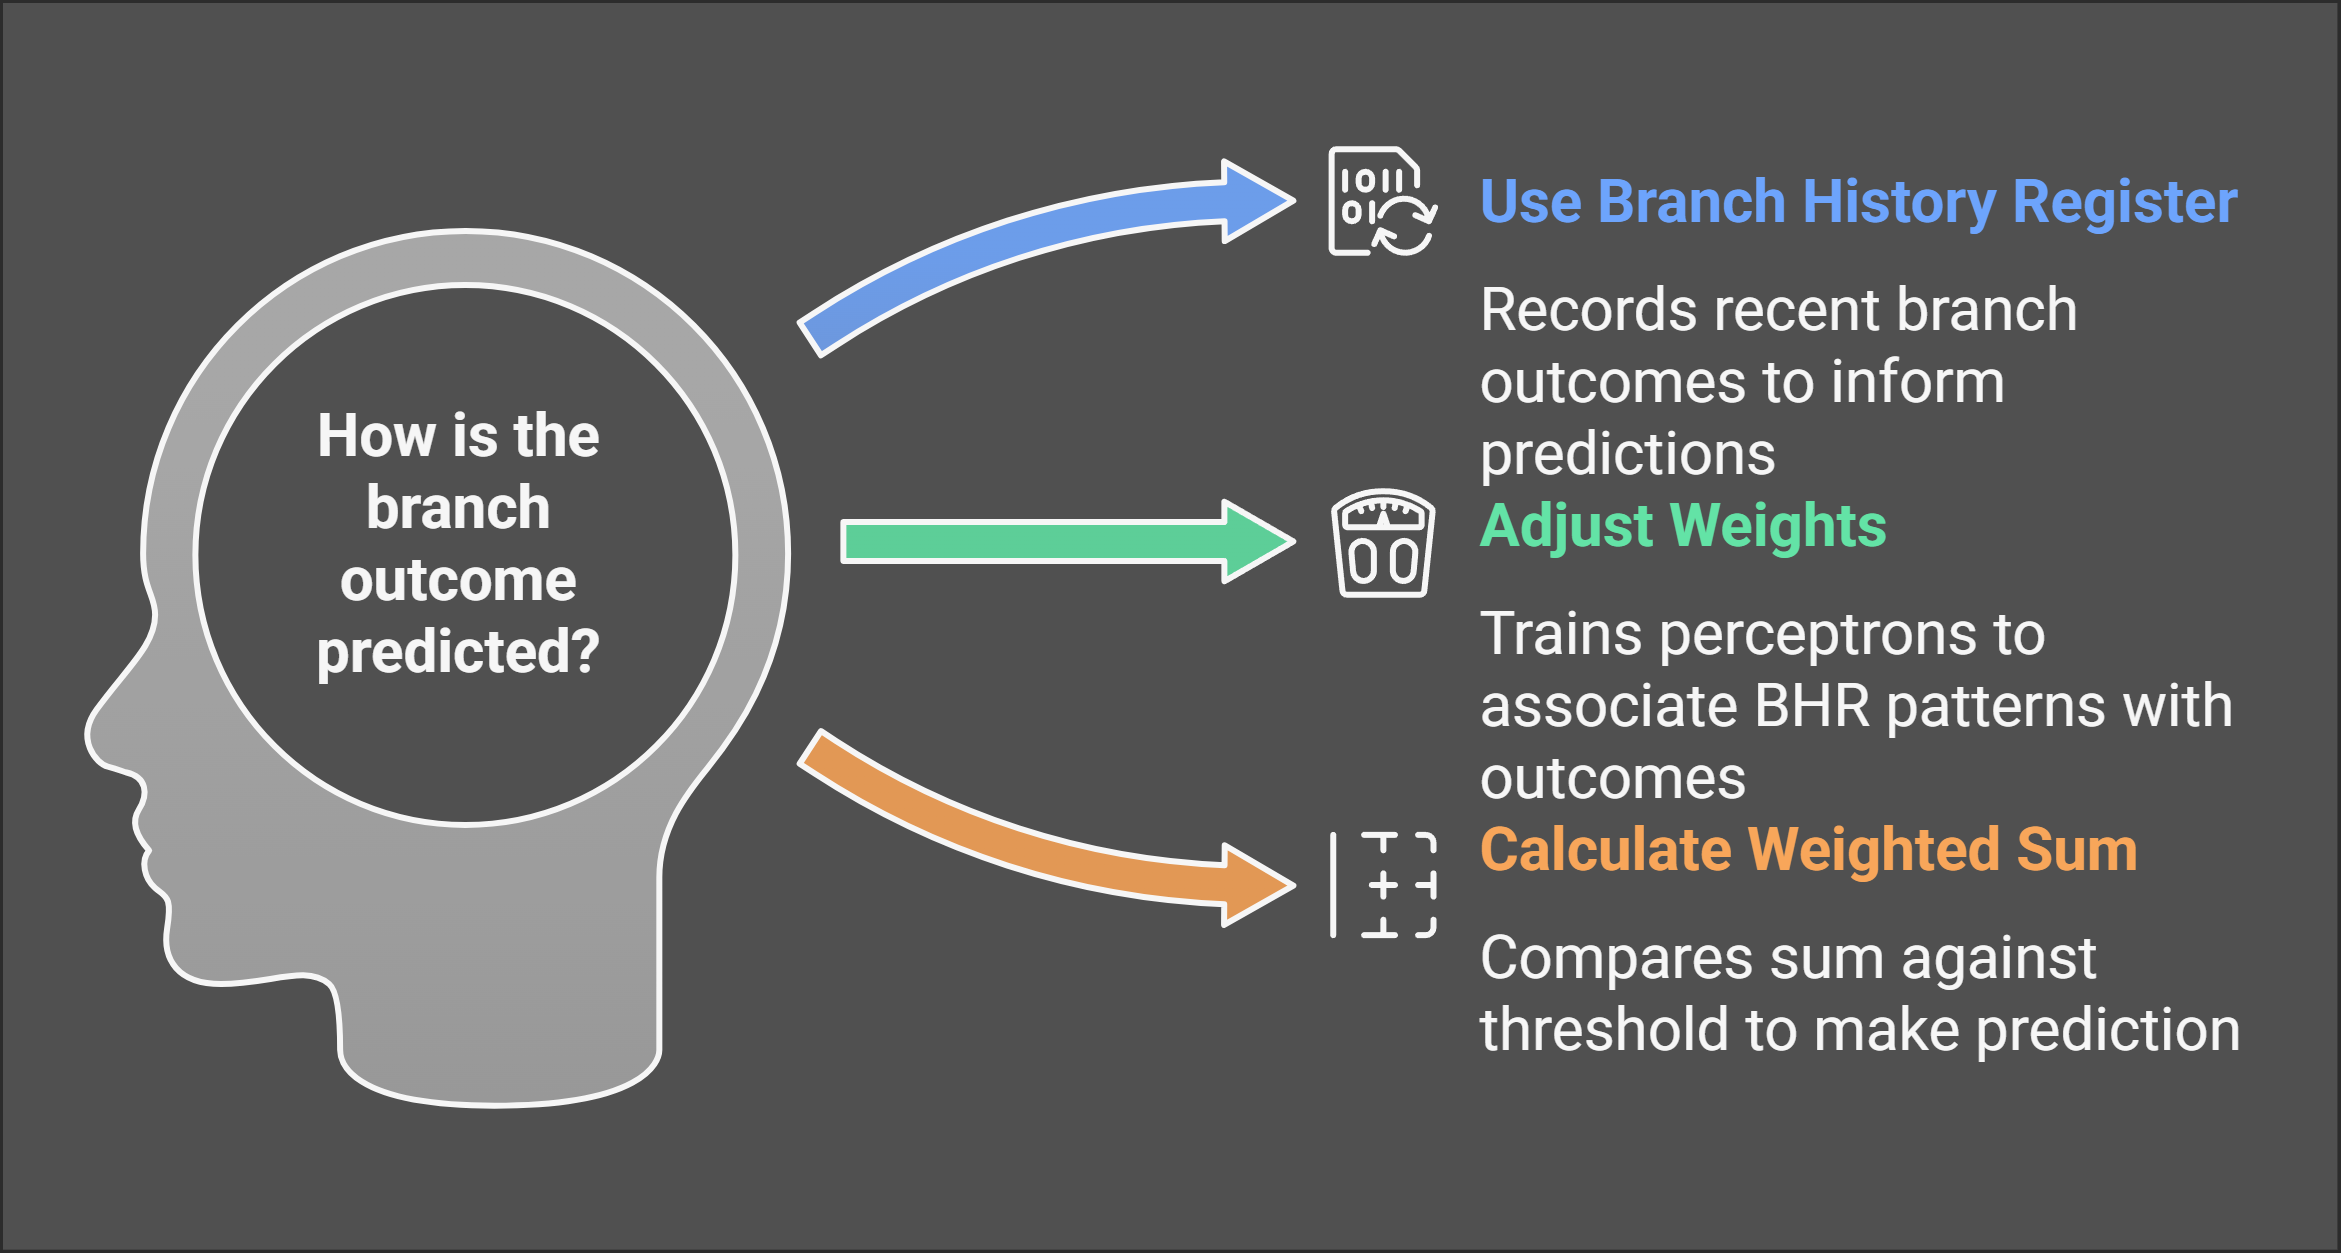 How is the
branch
outcome
predicted?
Use Branch History Register
Records recent branch
outcomes to inform
predictions
Adjust Weights
Trains perceptrons to
associate BHR patterns with
outcomes
Calculate Weighted Sum
Compares sum against
threshold to make prediction